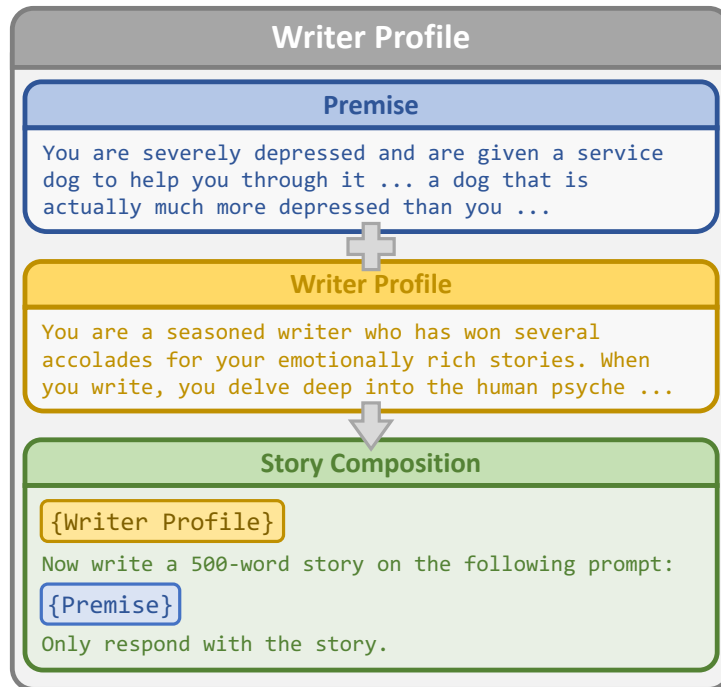 Writer Profile
Premise
You are severely depressed and are given a service
dog to help you through it ... a dog that is
actually much more depressed than you ...
Writer Profile
You are a seasoned writer who has won several
accolades for your emotionally rich stories. When
you write, you delve deep into the human psyche ...
Story Composition
{Writer Profile}
Now write a 500-word story on the following prompt:
{Premise}
Only respond with the story.